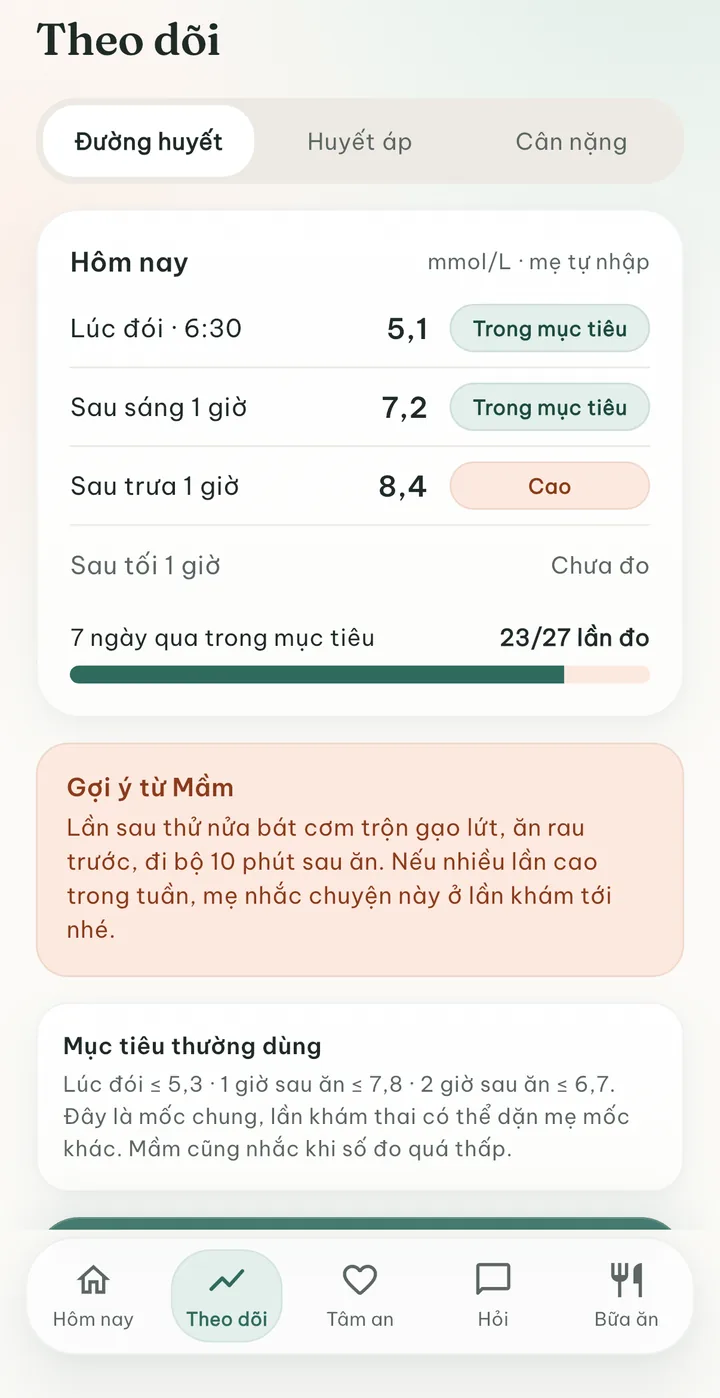 Theo dõi
Đường huyết
Huyết áp
Cân nặng
Hôm nay
mmol/L · mẹ tự nhập
Lúc đói · 6:30
5,1
Trong mục tiêu
Sau sáng 1 giờ
7,2
Trong mục tiêu
Sau trưa 1 giờ
8,4
Cao
Sau tối 1 giờ
Chưa đo
7 ngày qua trong mục tiêu
23/27 lần đo
Gợi ý từ Mầm
Lần sau thử nửa bát cơm trộn gạo lứt, ăn rau
trước, đi bộ 10 phút sau ăn. Nếu nhiều lần cao
trong tuần, mẹ nhắc chuyện này ở lần khám tới
nhé.
Mục tiêu thường dùng
Lúc đói ≤ 5,3 · 1 giờ sau ăn ≤ 7,8 · 2 giờ sau ăn ≤ 6,7.
Đây là mốc chung, lần khám thai có thể dặn mẹ mốc
khác. Mầm cũng nhắc khi số đo quá thấp.
Hôm nay
Theo dõi
Tâm an
Hỏi
Bữa ăn